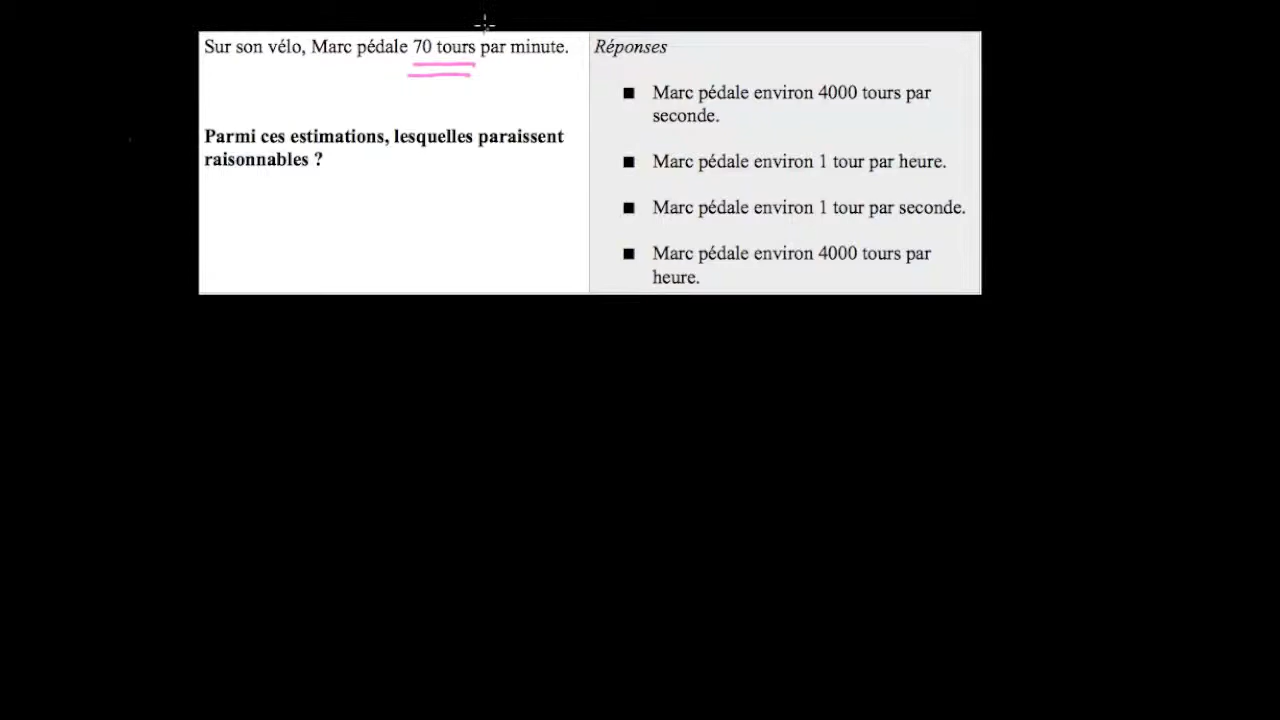 Sur son vélo, Marc pédale 70 tours par minute.
Parmi ces estimations, lesquelles paraissent
raisonnables ?
Réponses
■ Marc pédale environ 4000 tours par
seconde.
■ Marc pédale environ 1 tour par heure.
■ Marc pédale environ 1 tour par seconde.
■ Marc pédale environ 4000 tours par
heure.